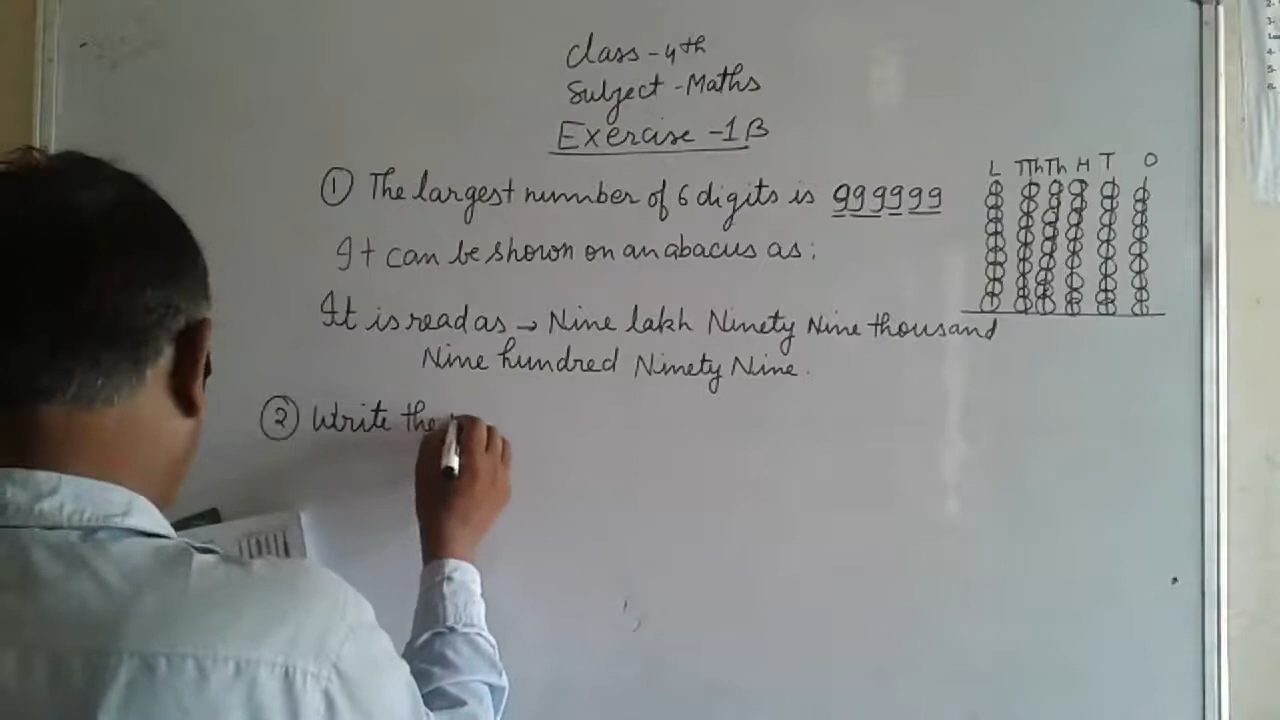 Class - 4th
Subject - Maths
Exercise - 1B
① The largest number of 6 digits is 999999
It can be shown on an abacus as:
L TTh Th H T O
It is read as → Nine lakh Ninety Nine thousand
Nine hundred Ninety Nine.
② Write the